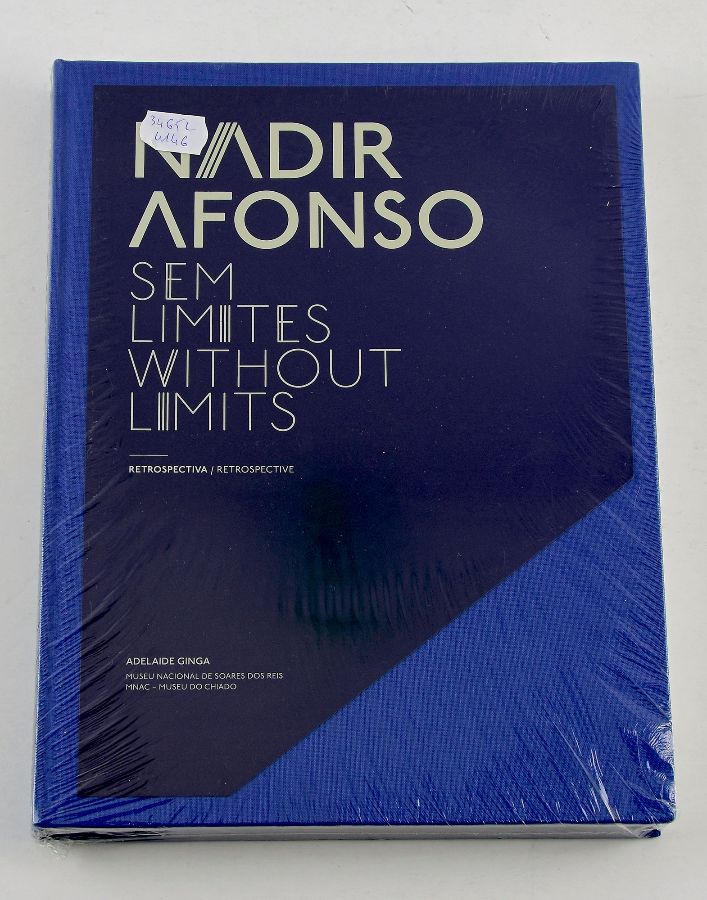 34652
4146
NADIR
AFONSO
SEM
LIMITES
WITHOUT
LIMITS
RETROSPECTIVA / RETROSPECTIVE
ADELAIDE GINGA
MUSEU NACIONAL DE SOARES DOS REIS
MNAC – MUSEU DO CHIADO